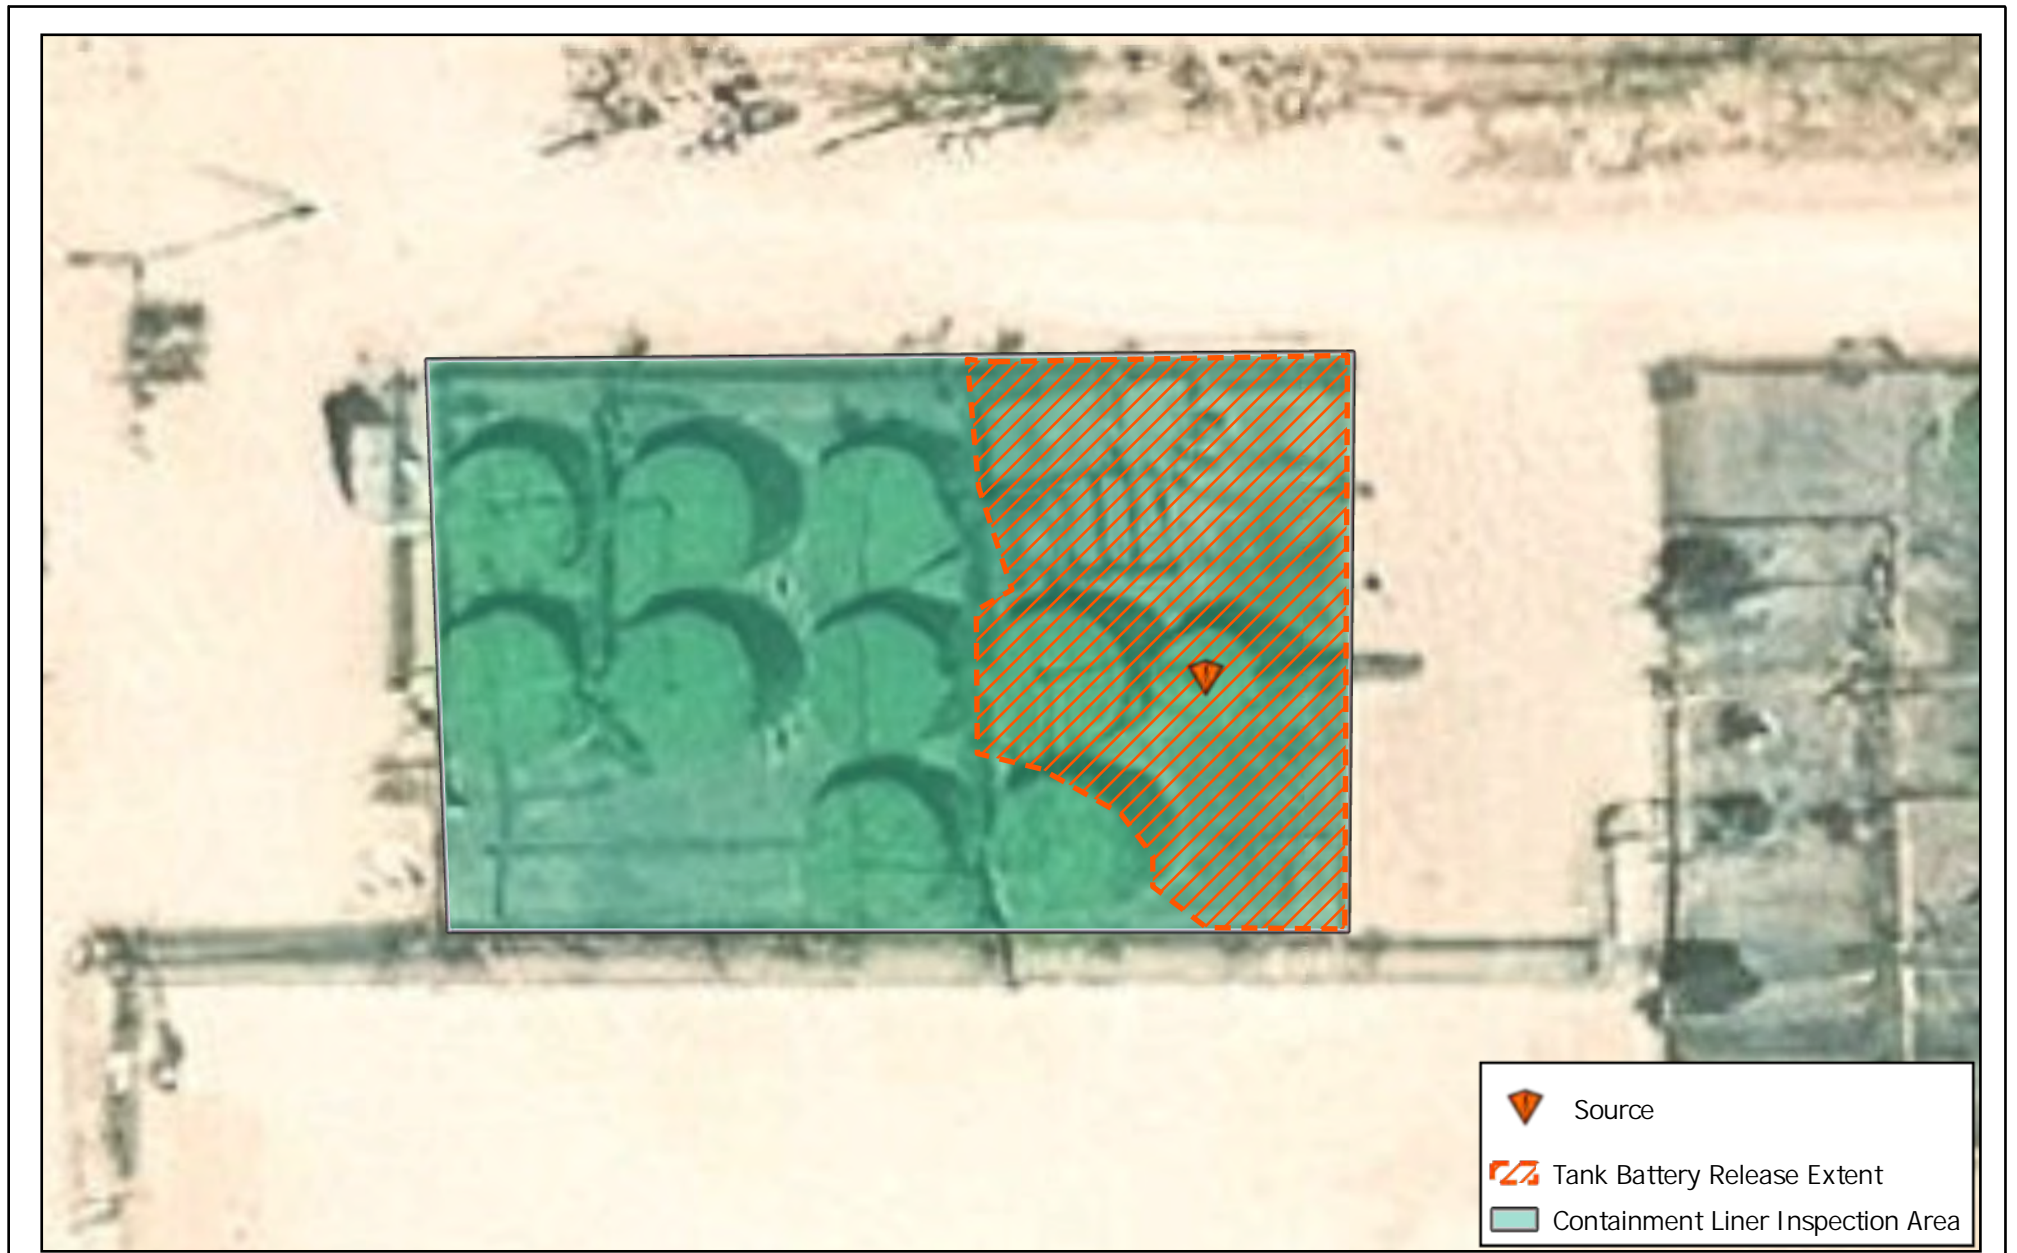 Source
Tank Battery Release Extent
Containment Liner Inspection Area